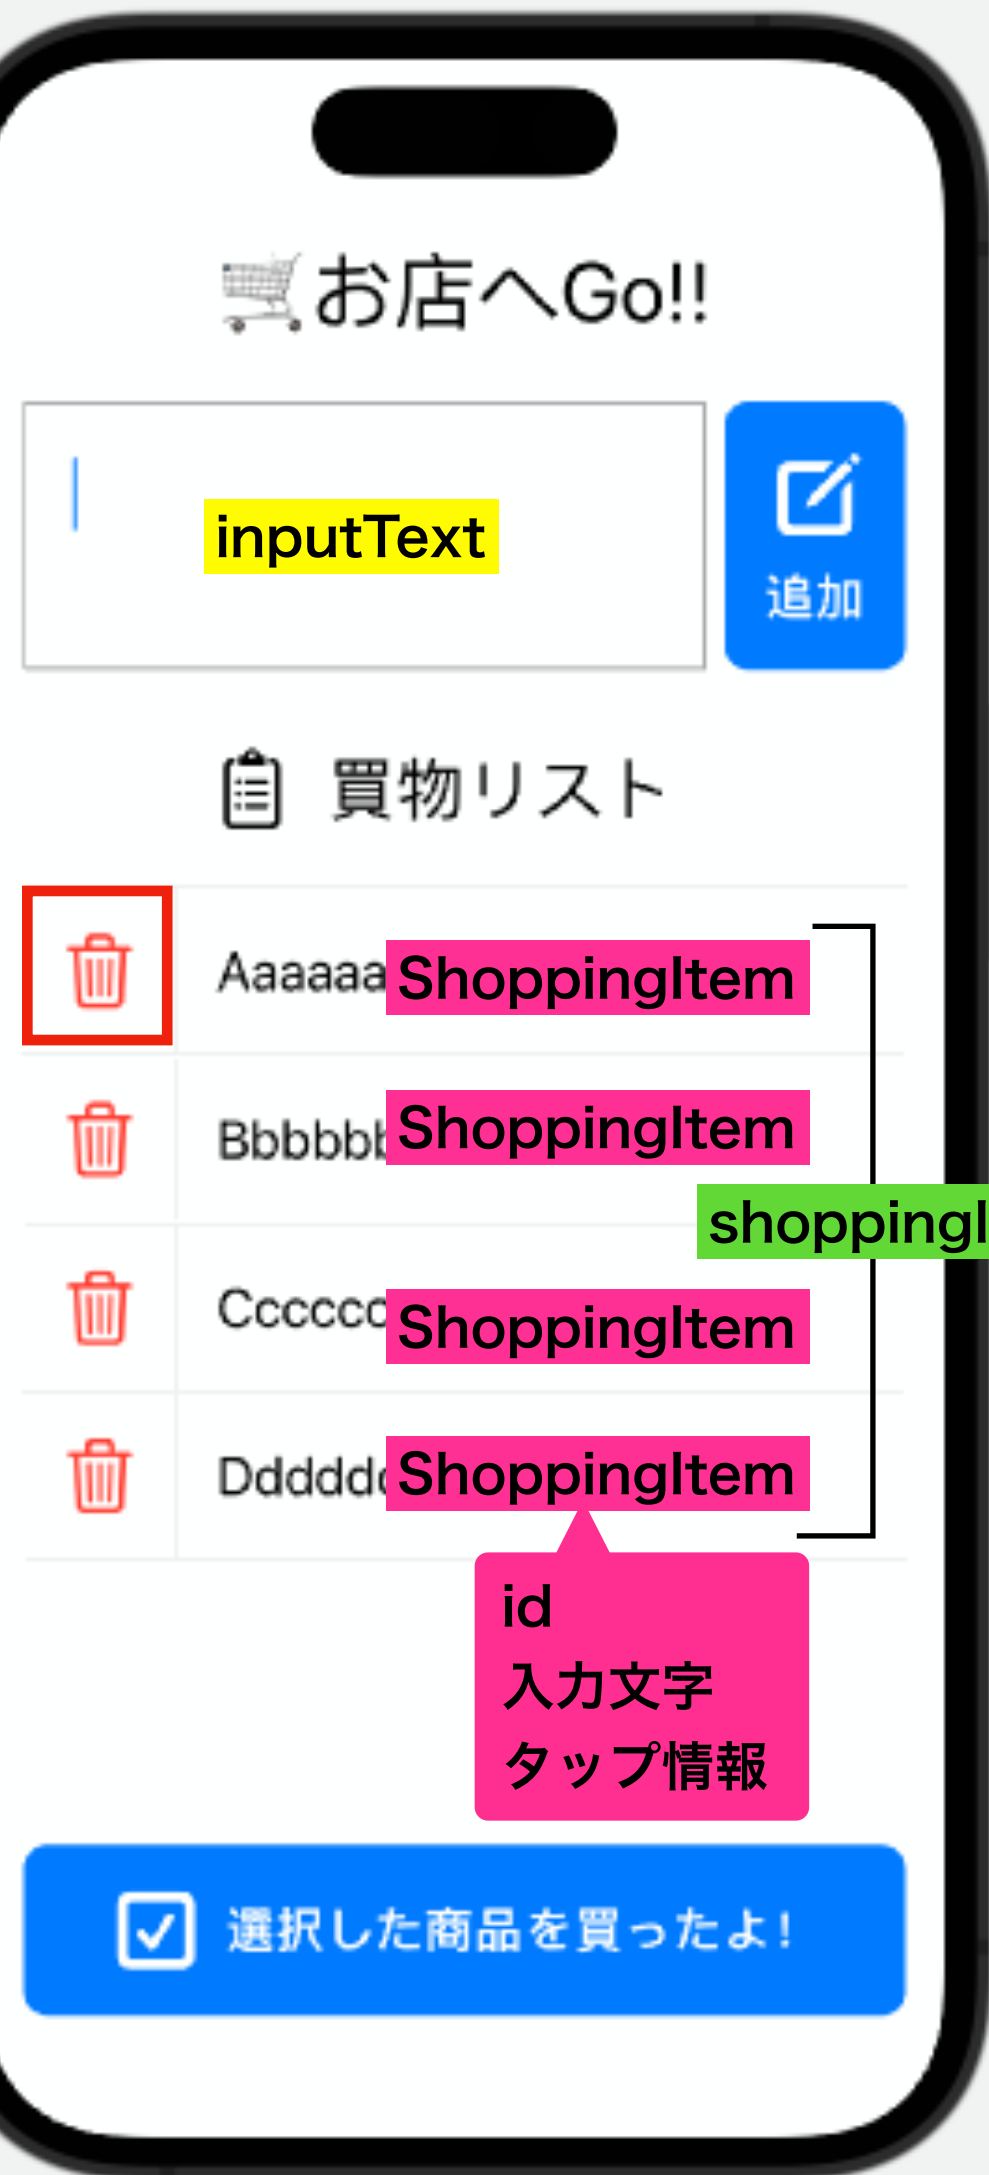 🛒お店へGo!!
inputText
追加
買物リスト
Aaaaaa
ShoppingItem
Bbbbbb
ShoppingItem
shoppingI
Cccccc
ShoppingItem
Dddddd
ShoppingItem
id
入力文字
タップ情報
選択した商品を買ったよ!